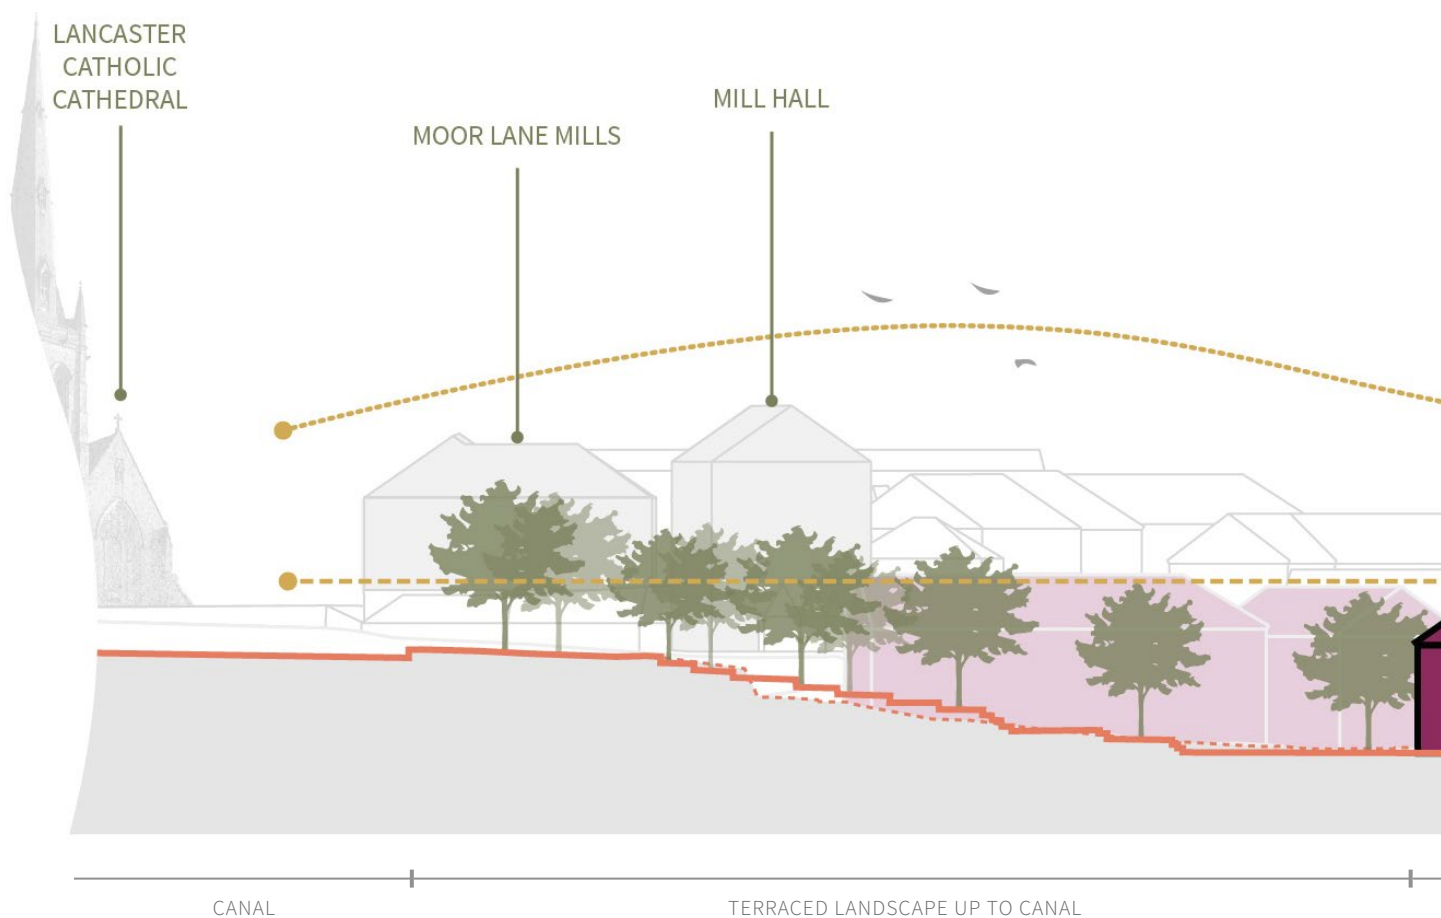 LANCASTER
CATHOLIC
CATHEDRAL
MOOR LANE MILLS
MILL HALL
CANAL
TERRACED LANDSCAPE UP TO CANAL